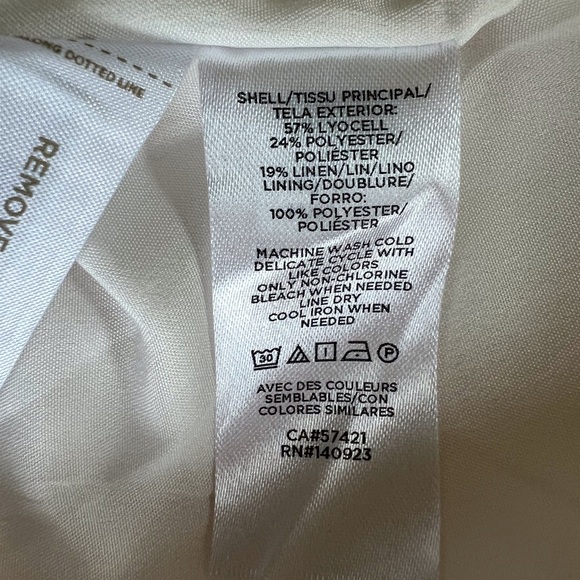 ALONG DOTTED LINE
REMOVE
SHELL/TISSU PRINCIPAL/
TELA EXTERIOR:
57% LYOCELL
24% POLYESTER/
POLIÉSTER
19% LINEN/LIN/LINO
LINING/DOUBLURE/
FORRO:
100% POLYESTER/
POLIÉSTER
MACHINE WASH COLD
DELICATE CYCLE WITH
LIKE COLORS
ONLY NON-CHLORINE
BLEACH WHEN NEEDED
LINE DRY
COOL IRON WHEN
NEEDED
30 P
AVEC DES COULEURS
SEMBLABLES/CON
COLORES SIMILARES
CA#57421
RN#140923